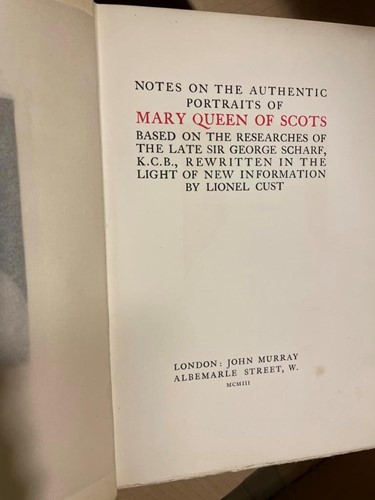 NOTES ON THE AUTHENTIC
PORTRAITS OF
MARY QUEEN OF SCOTS
BASED ON THE RESEARCHES OF
THE LATE SIR GEORGE SCHARF,
K.C.B., REWRITTEN IN THE
LIGHT OF NEW INFORMATION
BY LIONEL CUST
LONDON: JOHN MURRAY
ALBEMARLE STREET, W.
MCMIII